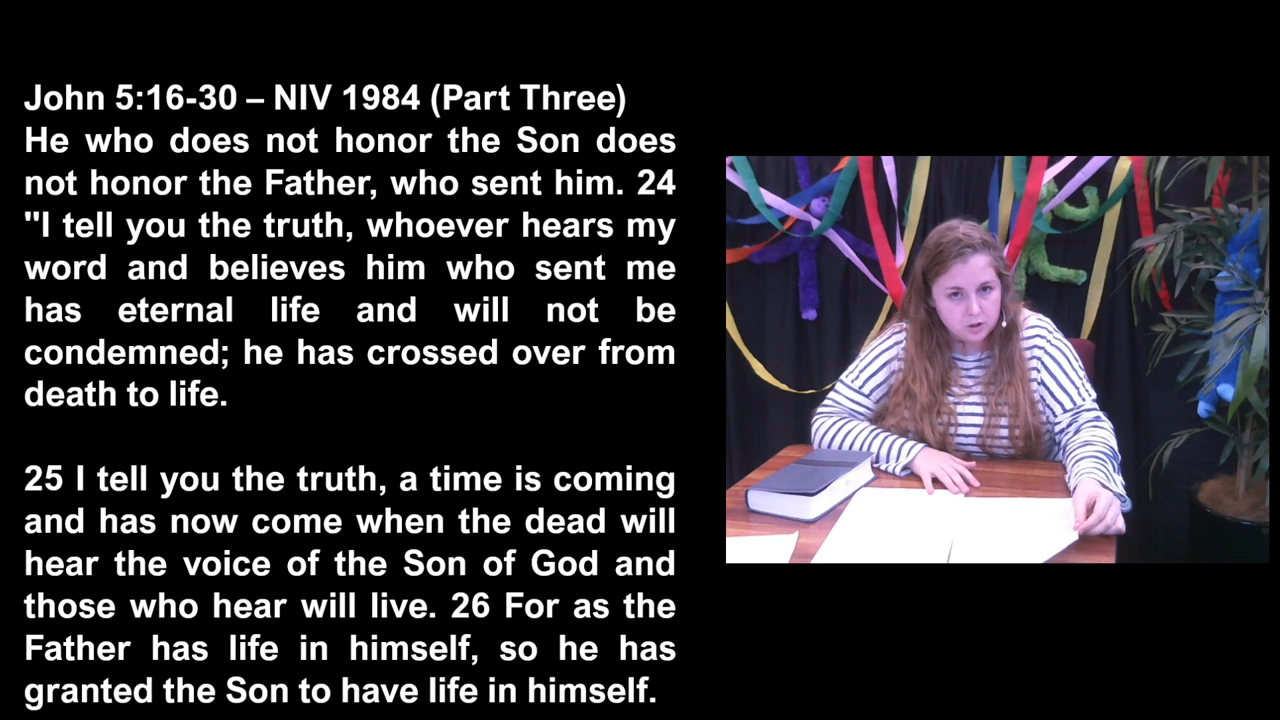 John 5:16-30 – NIV 1984 (Part Three)
He who does not honor the Son does
not honor the Father, who sent him. 24
"I tell you the truth, whoever hears my
word and believes him who sent me
has eternal life and will not be
condemned; he has crossed over from
death to life.
25 I tell you the truth, a time is coming
and has now come when the dead will
hear the voice of the Son of God and
those who hear will live. 26 For as the
Father has life in himself, so he has
granted the Son to have life in himself.